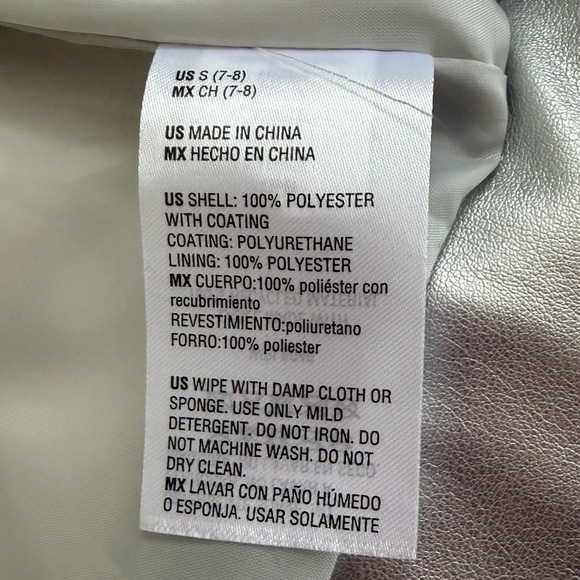 US S (7-8)
MX CH (7-8)
US MADE IN CHINA
MX HECHO EN CHINA
US SHELL: 100% POLYESTER
WITH COATING
COATING: POLYURETHANE
LINING: 100% POLYESTER
MX CUERPO:100% poliéster con
recubrimiento
REVESTIMIENTO:poliuretano
FORRO:100% poliester
US WIPE WITH DAMP CLOTH OR
SPONGE. USE ONLY MILD
DETERGENT. DO NOT IRON. DO
NOT MACHINE WASH. DO NOT
DRY CLEAN.
MX LAVAR CON PAÑO HÚMEDO
O ESPONJA. USAR SOLAMENTE